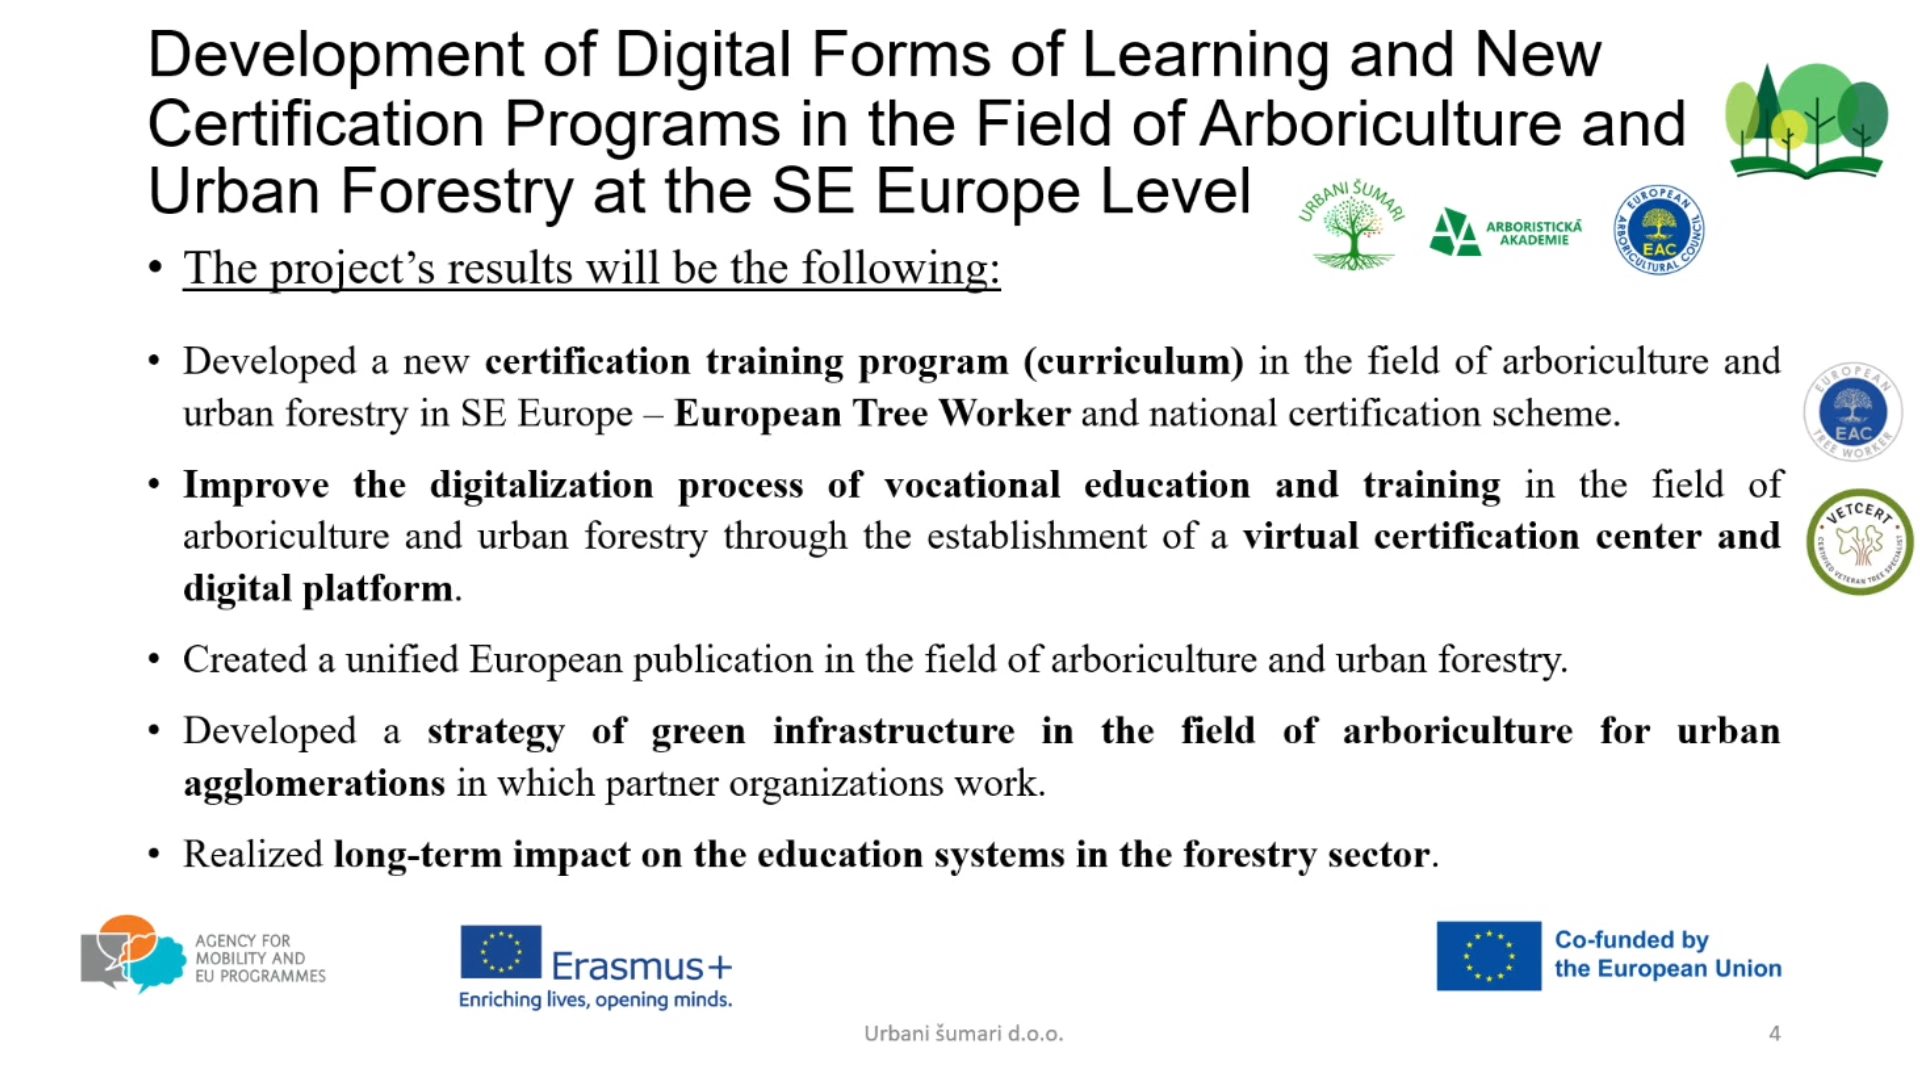 Development of Digital Forms of Learning and New
Certification Programs in the Field of Arboriculture and
Urban Forestry at the SE Europe Level
URBANI ŠUMARI
ARBORISTICKÁ
AKADEMIE
EUROPEAN
ARBORICULTURAL COUNCIL
EAC
• The project’s results will be the following:
• Developed a new certification training program (curriculum) in the field of arboriculture and
urban forestry in SE Europe – European Tree Worker and national certification scheme.
EUROPEAN
EAC
TREE WORKER
• Improve the digitalization process of vocational education and training in the field of
arboriculture and urban forestry through the establishment of a virtual certification center and
digital platform.
VETCERT
CERTIFIED VETERAN TREE SPECIALIST
• Created a unified European publication in the field of arboriculture and urban forestry.
• Developed a strategy of green infrastructure in the field of arboriculture for urban
agglomerations in which partner organizations work.
• Realized long-term impact on the education systems in the forestry sector.
AGENCY FOR
MOBILITY AND
EU PROGRAMMES
Erasmus+
Enriching lives, opening minds.
Co-funded by
the European Union
Urbani šumari d.o.o.
4